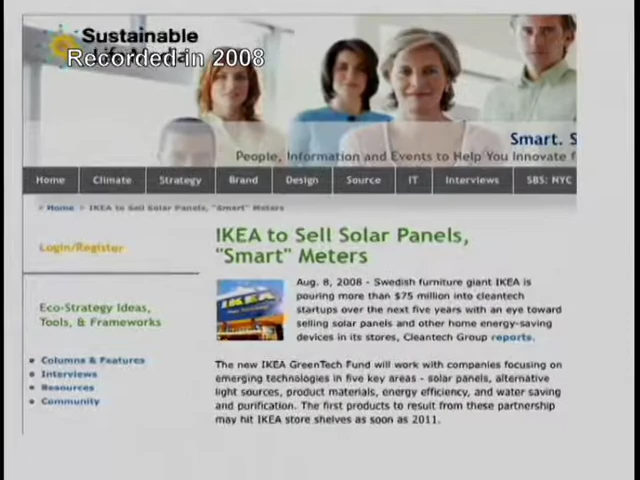 Sustainable
Recorded in 2008
Smart. S
People, Information and Events to Help You Innovate f
Home Climate Strategy Brand Design Source IT Interviews SB5: NYC
> Home > IKEA to Sell Solar Panels, "Smart" Meters
Login/Register
IKEA to Sell Solar Panels,
"Smart" Meters
Aug. 8, 2008 - Swedish furniture giant IKEA is
pouring more than $75 million into cleantech
startups over the next five years with an eye toward
selling solar panels and other home energy-saving
devices in its stores, Cleantech Group reports.
IKEA
Eco-Strategy Ideas,
Tools, & Frameworks
Columns & Features
Interviews
Resources
Community
The new IKEA GreenTech Fund will work with companies focusing on
emerging technologies in five key areas - solar panels, alternative
light sources, product materials, energy efficiency, and water saving
and purification. The first products to result from these partnership
may hit IKEA store shelves as soon as 2011.